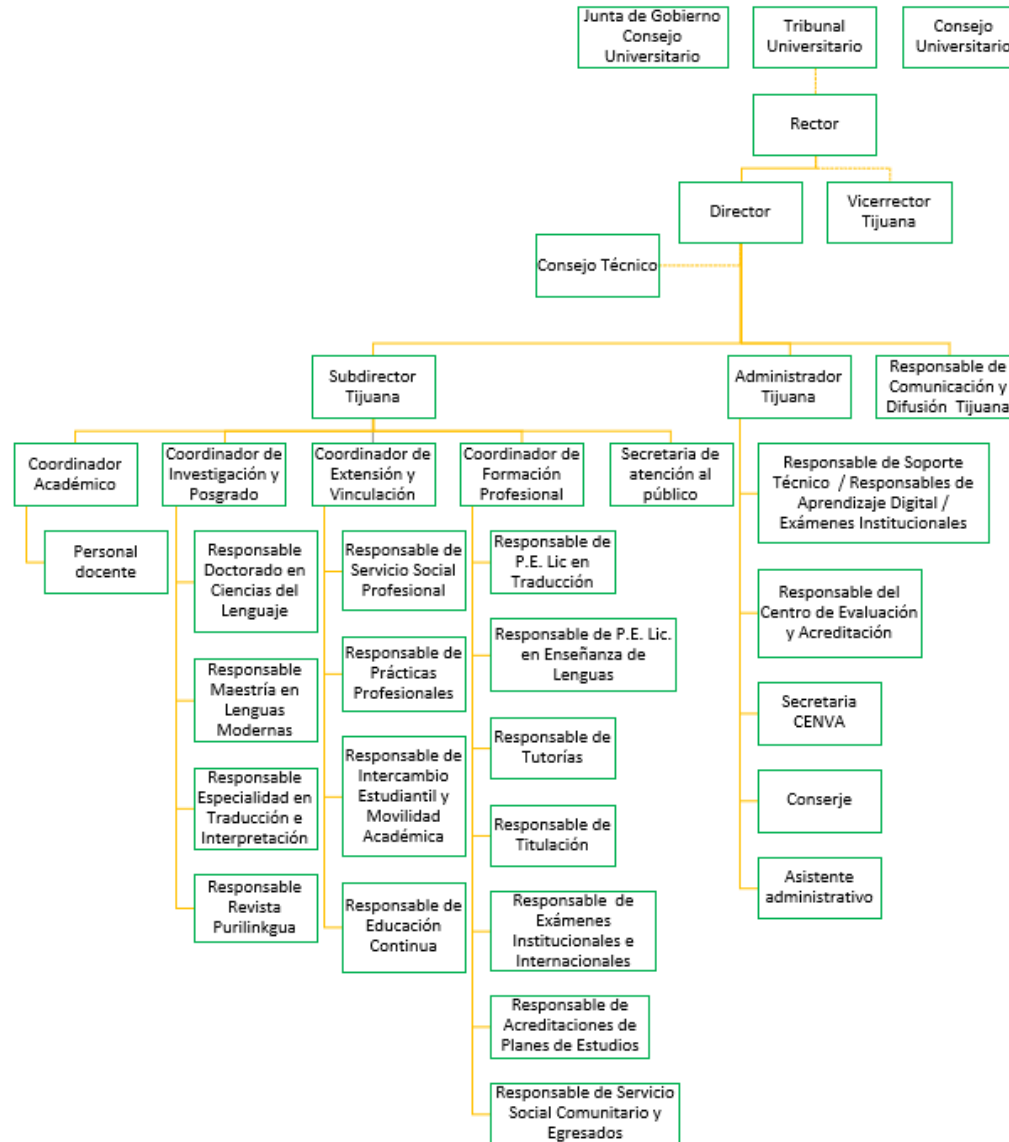 Junta de Gobierno
Consejo
Universitario
Tribunal
Universitario
Consejo
Universitario
Rector
Director
Vicerrector
Tijuana
Consejo Técnico
Subdirector
Tijuana
Administrador
Tijuana
Responsable de
Comunicación y
Difusión Tijuana
Coordinador
Académico
Coordinador de
Investigación y
Posgrado
Coordinador de
Extensión y
Vinculación
Coordinador de
Formación
Profesional
Secretaria de
atención al
público
Personal
docente
Responsable
Doctorado en
Ciencias del
Lenguaje
Responsable
Maestría en
Lenguas
Modernas
Responsable
Especialidad en
Traducción e
Interpretación
Responsable
Revista
Purilinkgua
Responsable de
Servicio Social
Profesional
Responsable de
Prácticas
Profesionales
Responsable de
Intercambio
Estudiantil y
Movilidad
Académica
Responsable de
Educación
Continua
Responsable de
P.E. Lic en
Traducción
Responsable de P.E. Lic.
en Enseñanza de
Lenguas
Responsable de
Tutorías
Responsable de
Titulación
Responsable de
Exámenes
Institucionales e
Internacionales
Responsable de
Acreditaciones de
Planes de Estudios
Responsable de Servicio
Social Comunitario y
Egresados
Responsable de Soporte
Técnico / Responsables de
Aprendizaje Digital /
Exámenes Institucionales
Responsable del
Centro de Evaluación
y Acreditación
Secretaria
CENVA
Conserje
Asistente
administrativo